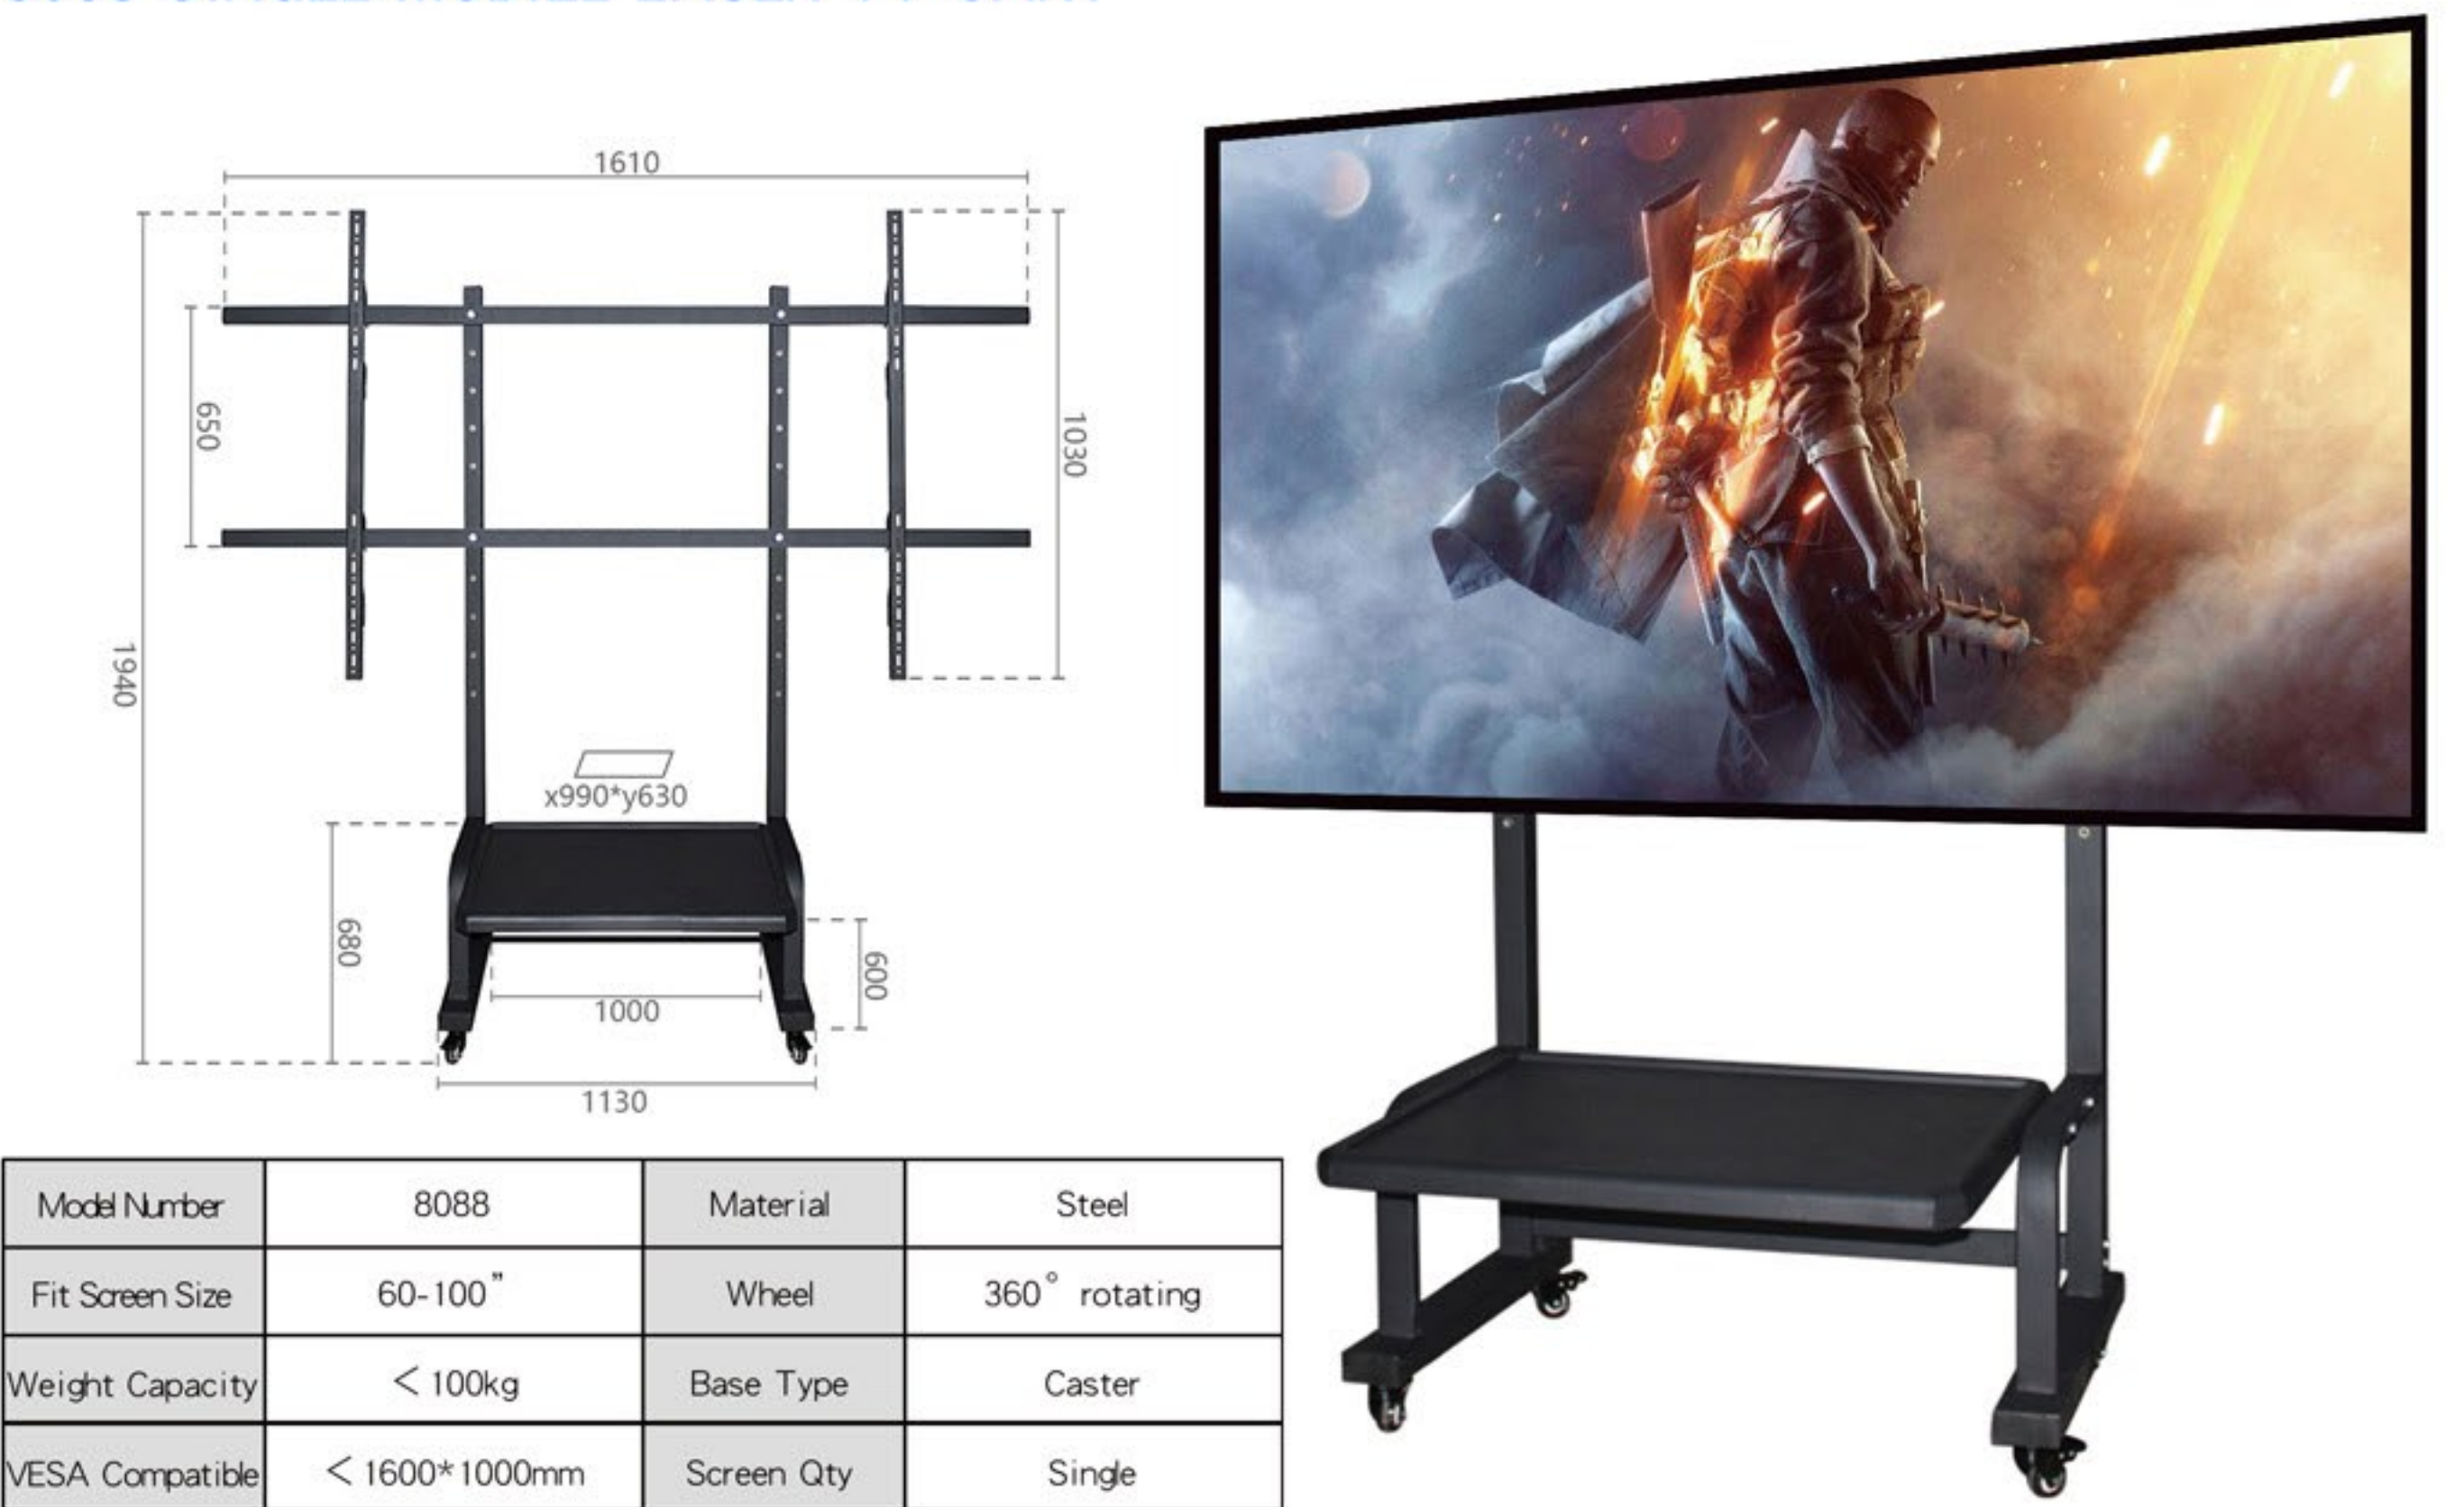 1610
650
1030
1940
x990*y630
680
600
1000
1130
Model Number 8088 Material Steel
Fit Screen Size 60-100” Wheel 360° rotating
Weight Capacity <100kg Base Type Caster
VESA Compatible <1600*1000mm Screen Qty Single